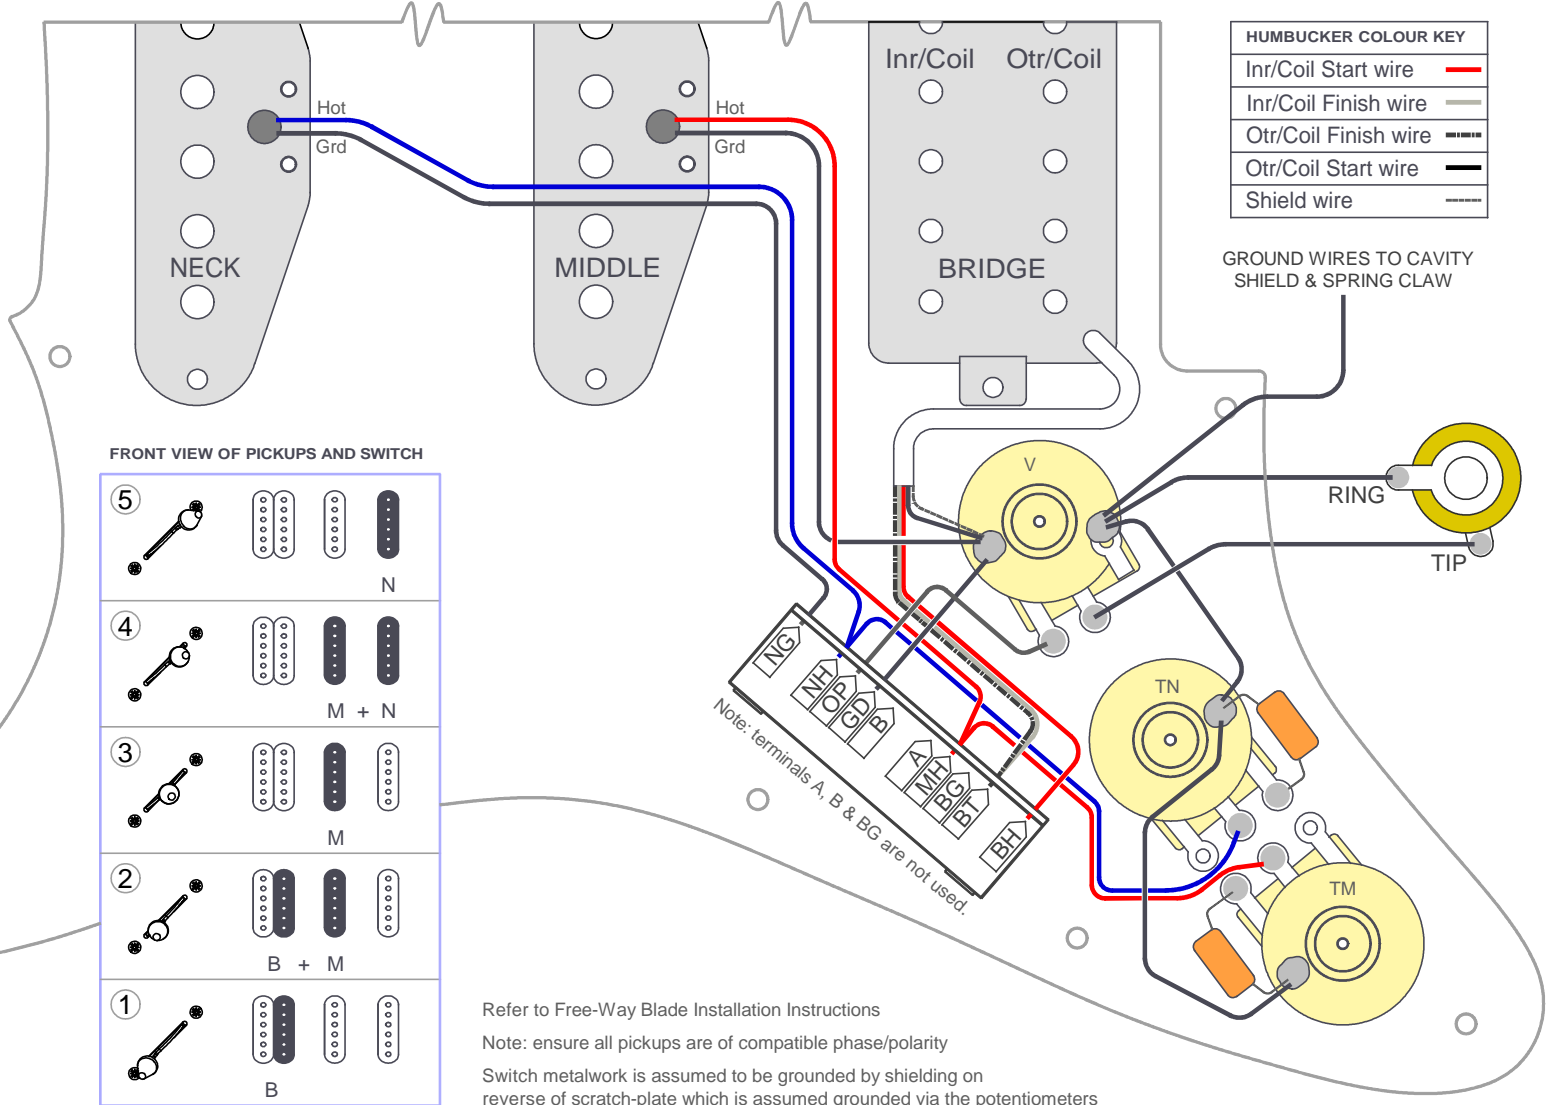 Inr/Coil Otr/Coil
HUMBUCKER COLOUR KEY
Inr/Coil Start wire
Inr/Coil Finish wire
Otr/Coil Finish wire
Otr/Coil Start wire
Shield wire
Hot
Grd
Hot
Grd
NECK
MIDDLE
BRIDGE
GROUND WIRES TO CAVITY
SHIELD & SPRING CLAW
V
RING
TIP
FRONT VIEW OF PICKUPS AND SWITCH
5
N
4
M + N
3
M
2
B + M
1
B
NG
NH
OP
GD
B
A
MH
BG
BT
BH
Note: terminals A, B & BG are not used.
TN
TM
Refer to Free-Way Blade Installation Instructions
Note: ensure all pickups are of compatible phase/polarity
Switch metalwork is assumed to be grounded by shielding on
reverse of scratch-plate which is assumed grounded via the potentiometers